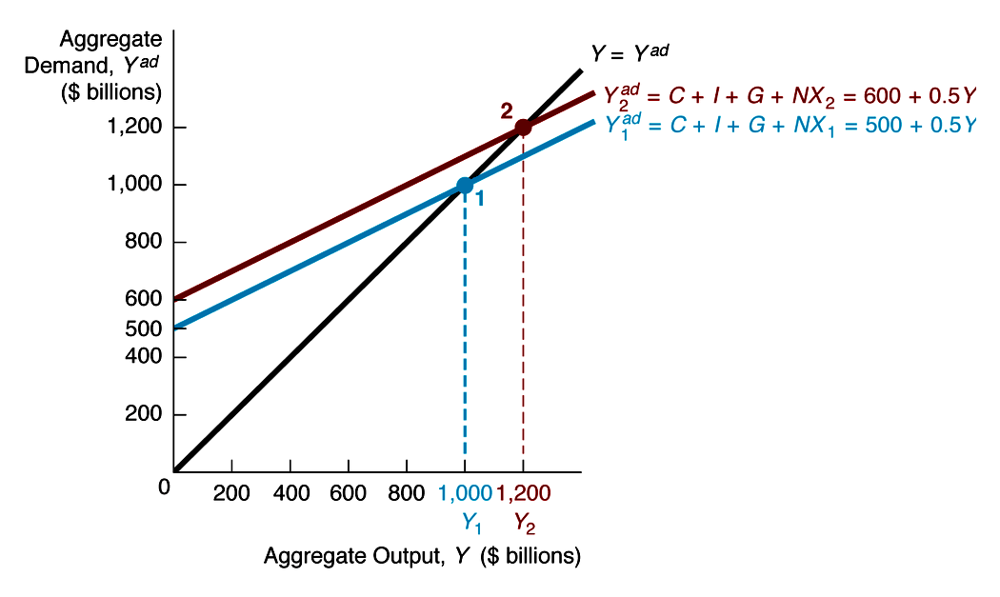 Aggregate
Demand, Yad
($ billions)
Y = Yad
Y2ad = C + I + G + NX2 = 600 + 0.5Y
Y1ad = C + I + G + NX1 = 500 + 0.5Y
2
1
1,200
1,000
800
600
500
400
200
0
200 400 600 800 1,000 1,200
Y1 Y2
Aggregate Output, Y ($ billions)